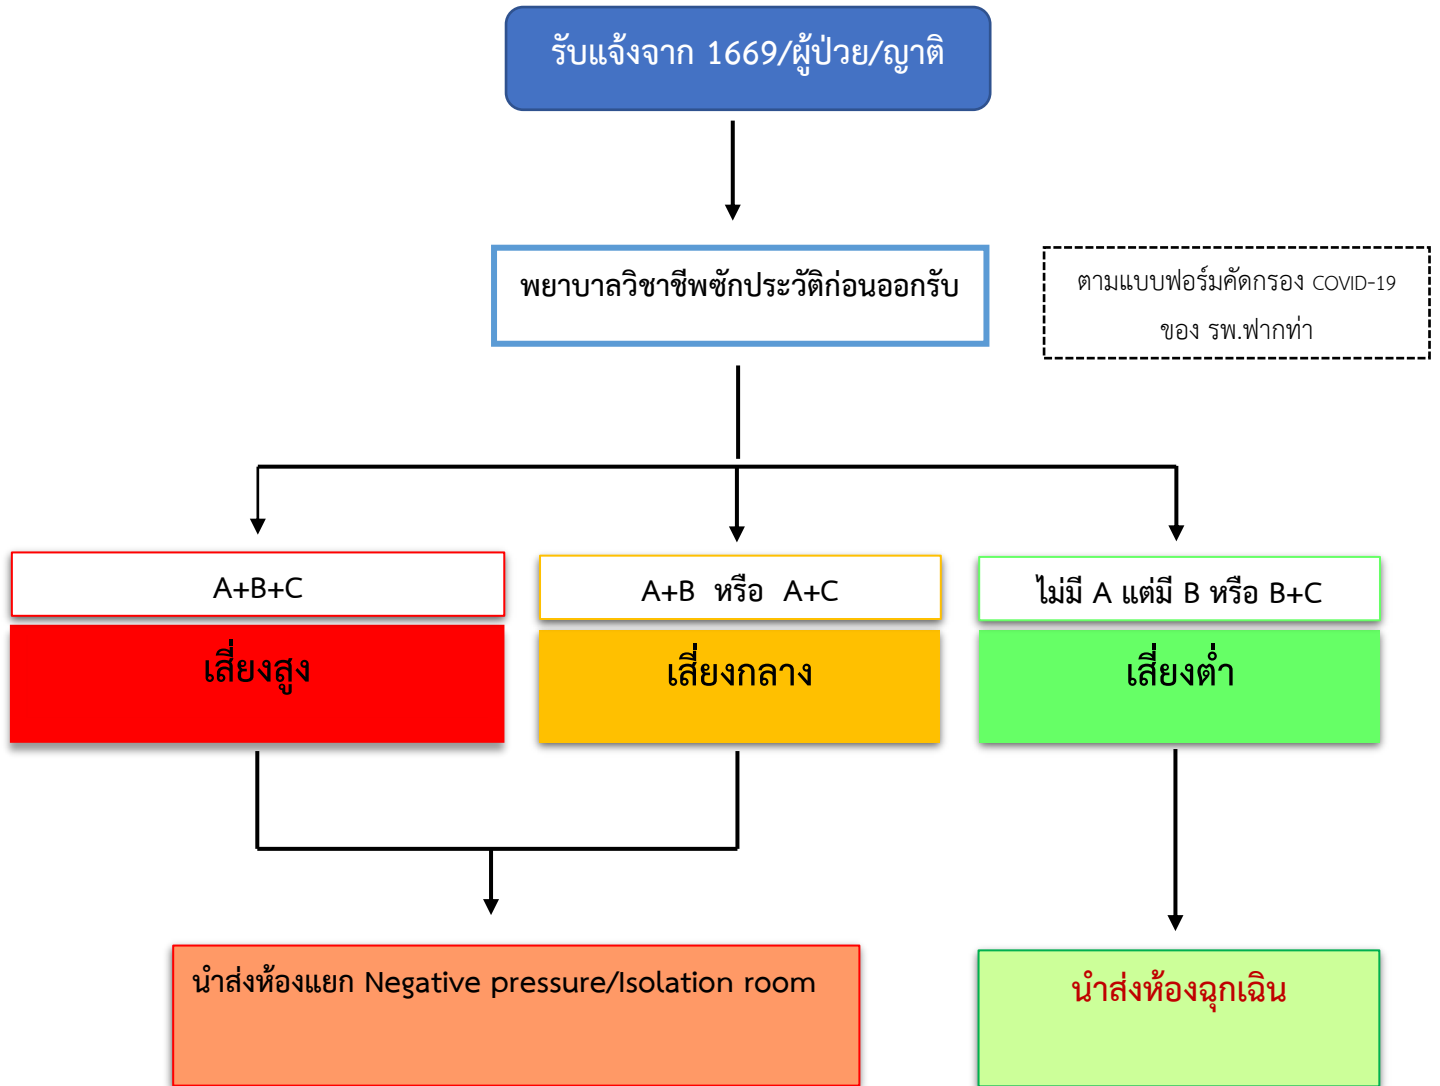 รับแจ้งจาก 1669/ผู้ป่วย/ญาติ
พยาบาลวิชาชีพซักประวัติก่อนออกรับ
ตามแบบฟอร์มคัดกรอง COVID-19
ของ รพ.ฟากท่า
A+B+C
A+B หรือ A+C
ไม่มี A แต่มี B หรือ B+C
เสี่ยงสูง
เสี่ยงกลาง
เสี่ยงต่ำ
นำส่งห้องแยก Negative pressure/Isolation room
นำส่งห้องฉุกเฉิน